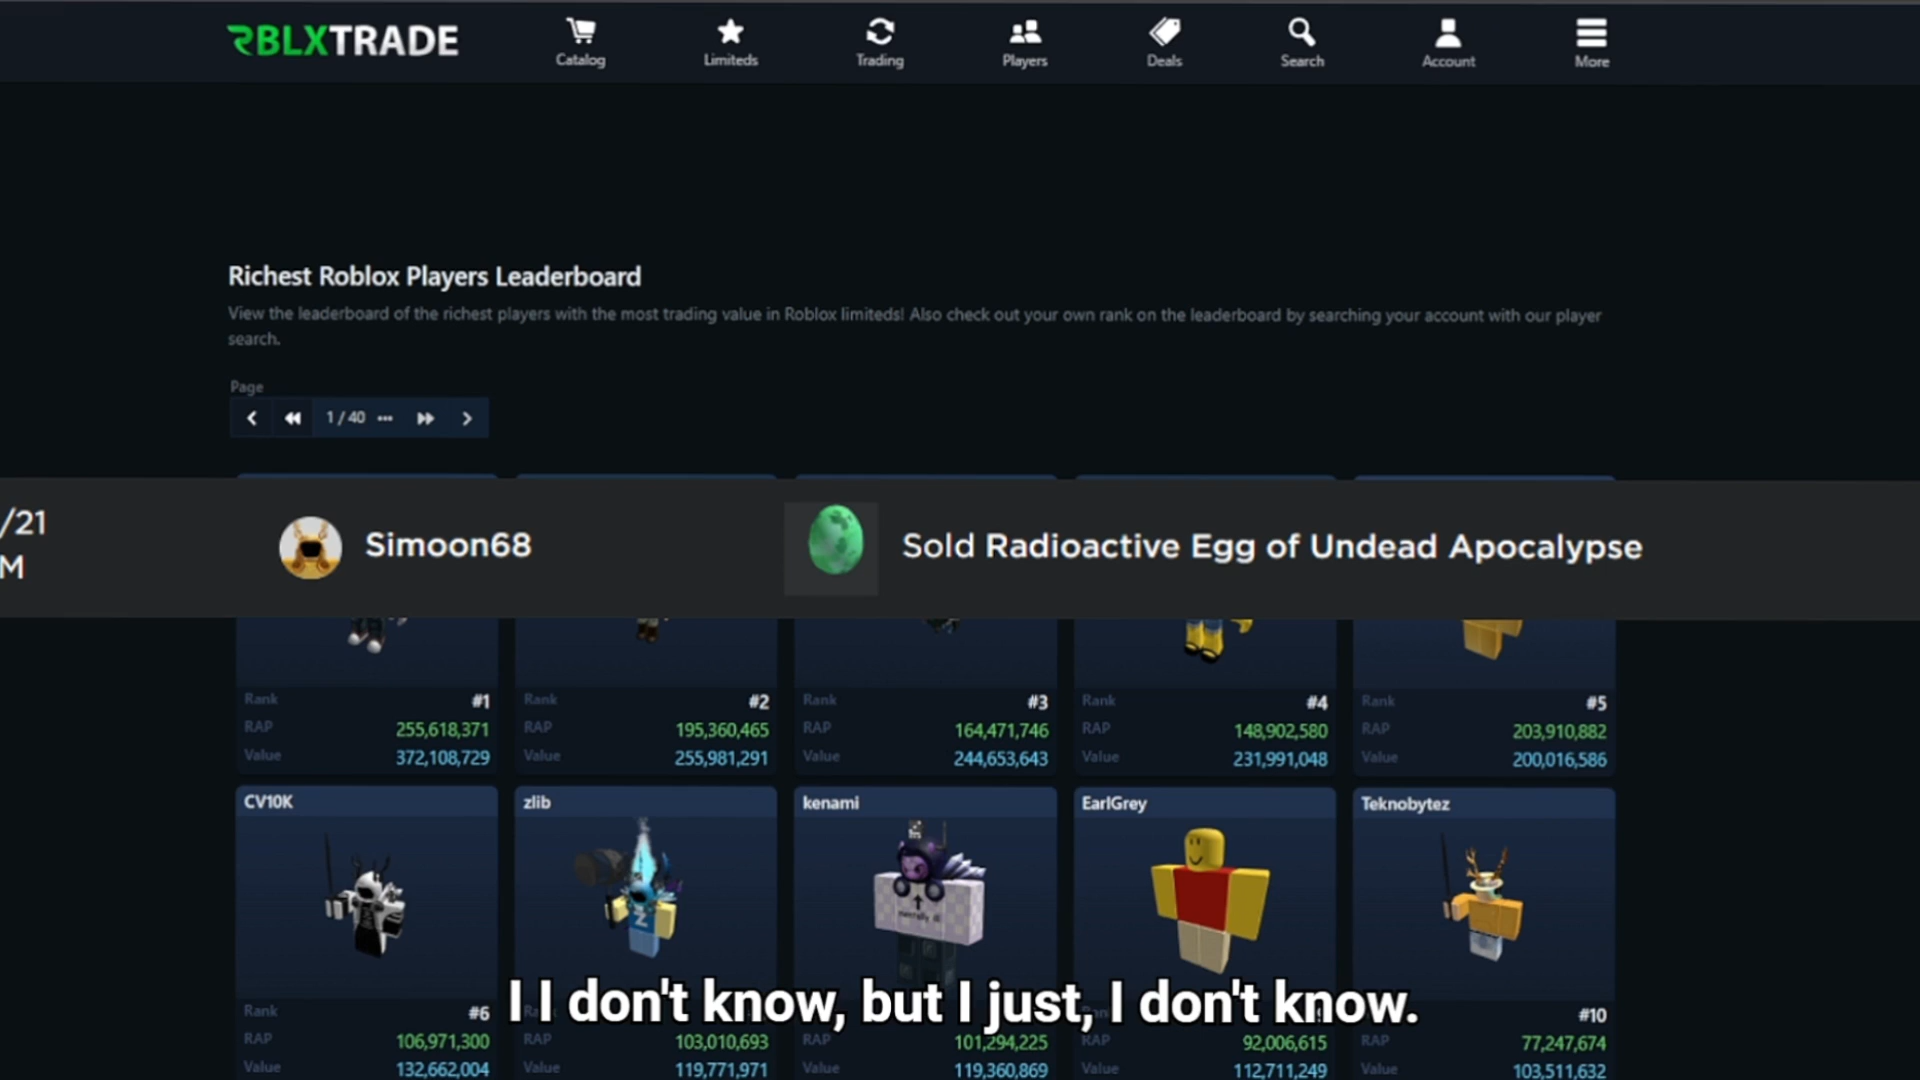 RBLXTRADE
Catalog
Limiteds
Trading
Players
Deals
Search
Account
More
Richest Roblox Players Leaderboard
View the leaderboard of the richest players with the most trading value in Roblox limiteds! Also check out your own rank on the leaderboard by searching your account with our player
search.
Page
1 / 40 •••
/21
M
Simoon68
Sold Radioactive Egg of Undead Apocalypse
Rank #1
RAP 255,618,371
Value 372,108,729
Rank #2
RAP 195,360,465
Value 255,981,291
Rank #3
RAP 164,471,746
Value 244,653,643
Rank #4
RAP 148,902,580
Value 231,991,048
Rank #5
RAP 203,910,882
Value 200,016,586
CV10K
Rank #6
RAP 106,971,300
Value 132,662,004
zlib
RAP 103,010,693
Value 119,771,971
kenami
RAP 101,294,225
Value 119,360,869
EarlGrey
RAP 92,006,615
Value 112,711,249
Teknobytez
#10
RAP 77,247,674
Value 103,511,632
I I don't know, but I just, I don't know.